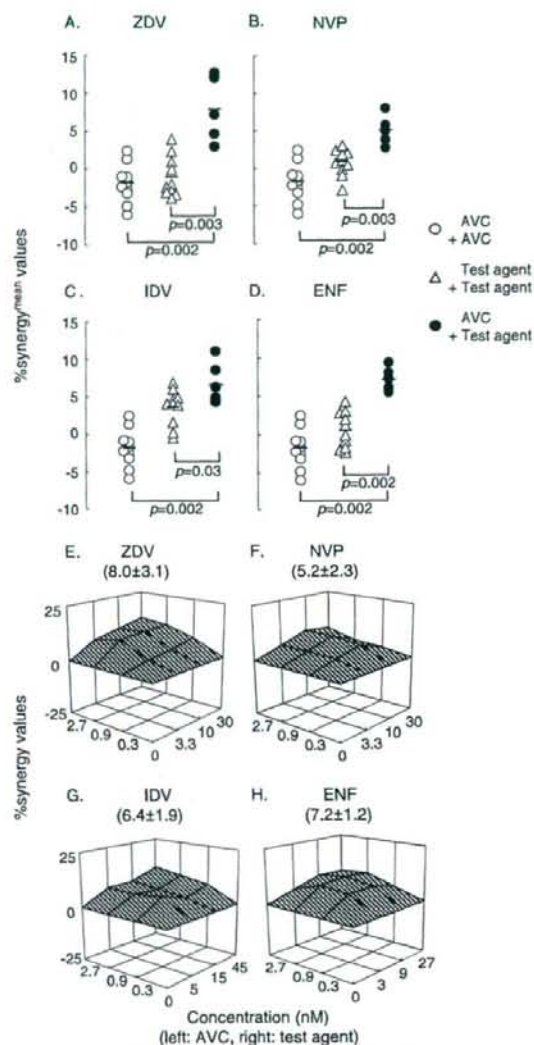 A. ZDV
B. NVP
15
10
5
0
-5
-10
p=0.003
p=0.002
p=0.003
p=0.002
C. IDV
D. ENF
15
10
5
0
-5
-10
p=0.03
p=0.002
p=0.002
p=0.002
%synergymean values
AVC
+ AVC
Test agent
+ Test agent
AVC
+ Test agent
E. ZDV
(8.0±3.1)
F. NVP
(5.2±2.3)
25
0
-25
2.7
0.9
0.3
0
3.3
10
30
2.7
0.9
0.3
0
3.3
10
30
%synergy values
G. IDV
(6.4±1.9)
H. ENF
(7.2±1.2)
25
0
-25
2.7
0.9
0.3
0
5
15
45
2.7
0.9
0.3
0
3
9
27
Concentration (nM)
(left: AVC, right: test agent)